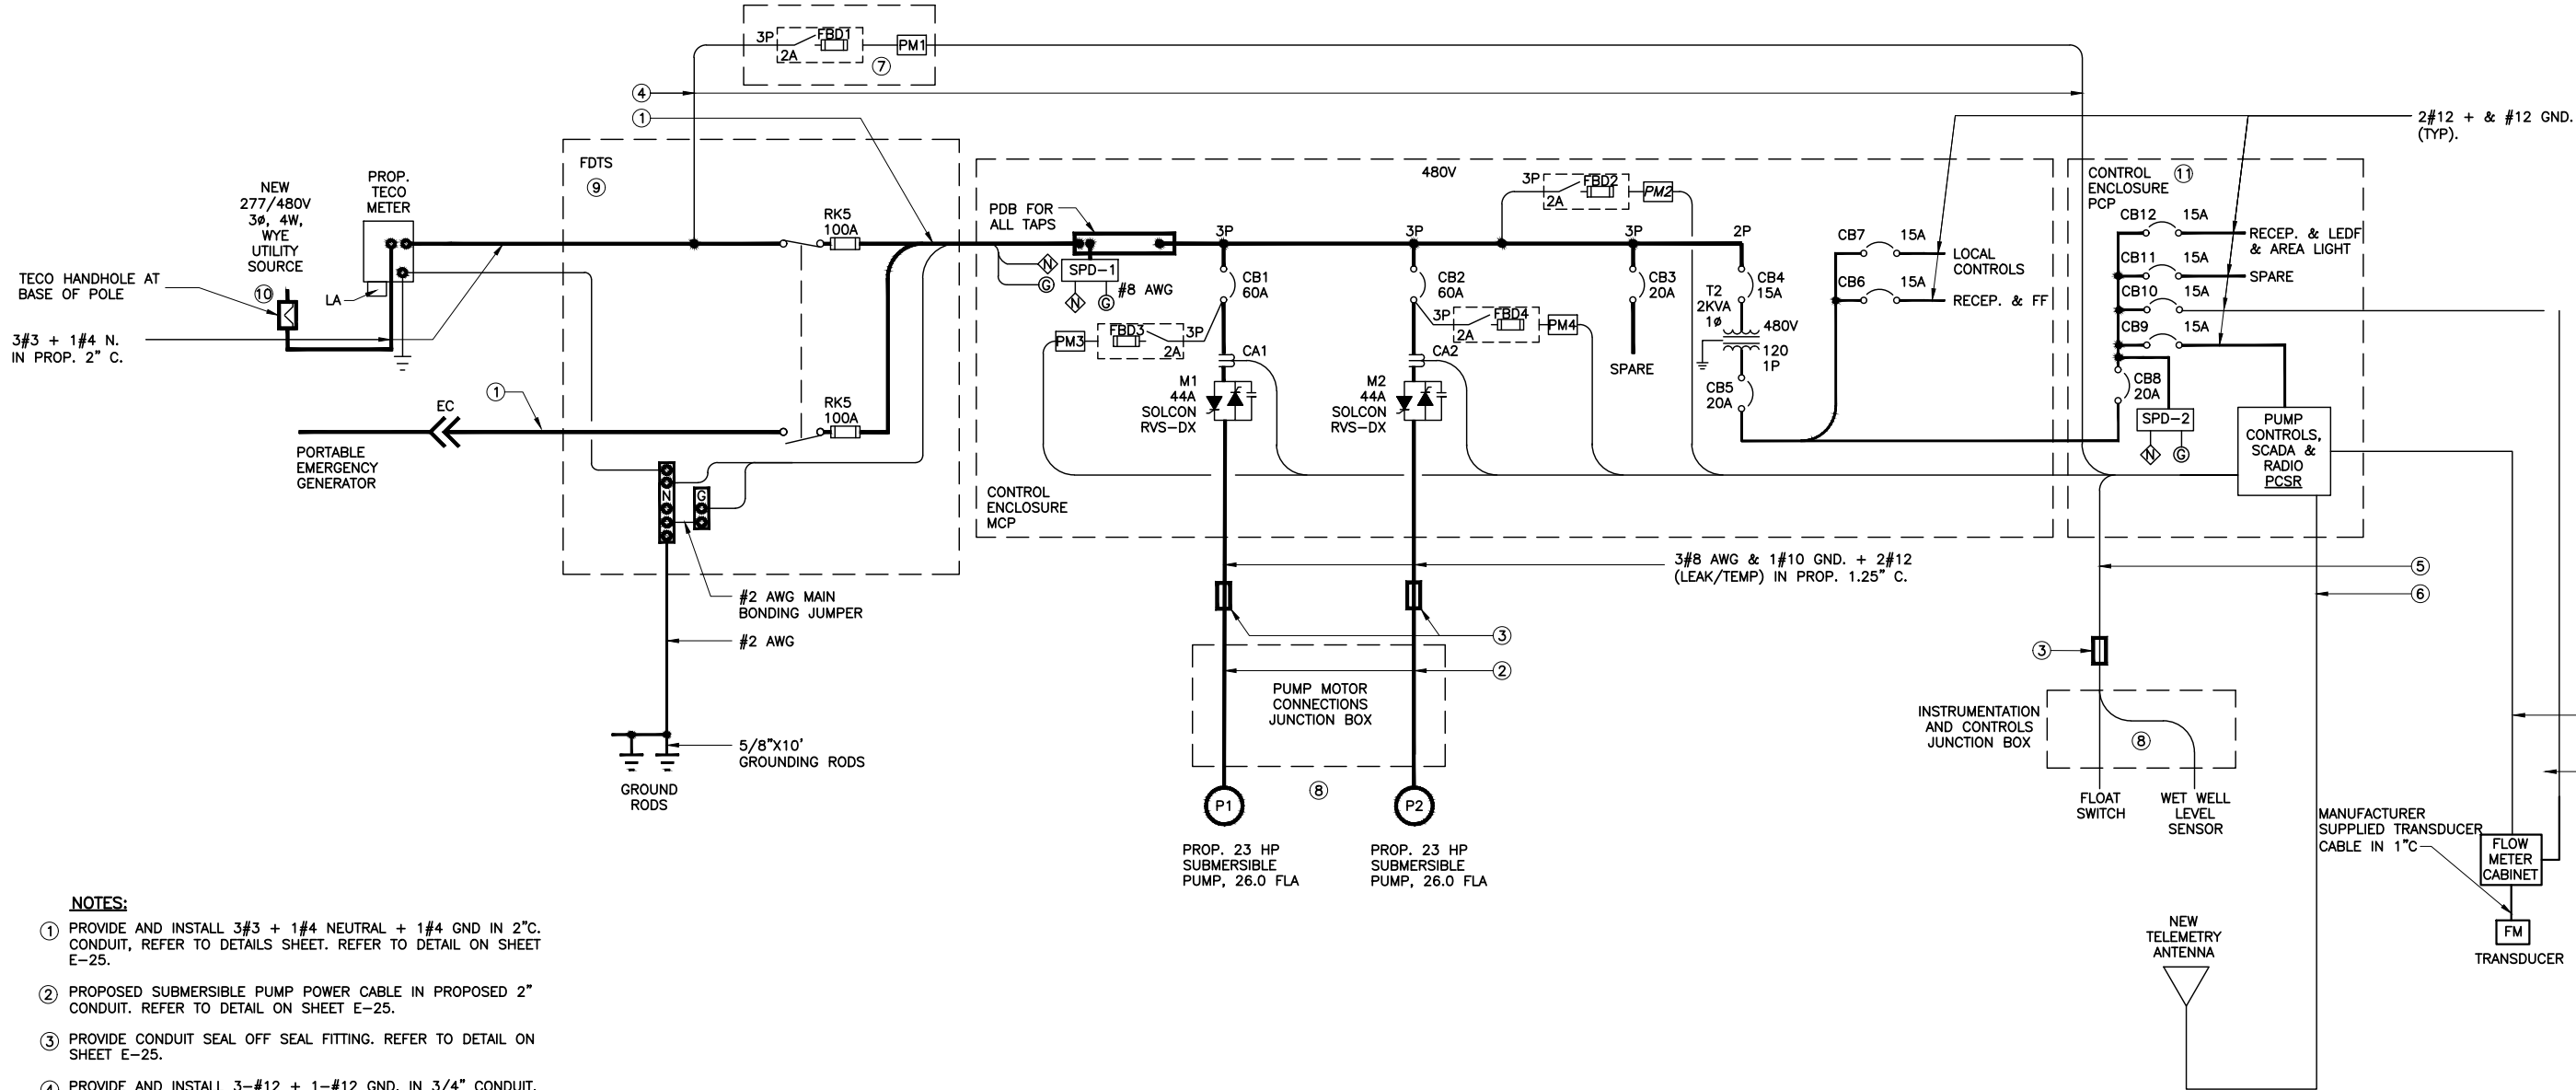 3P
FBD1
2A
PM1
7
4
1
2#12 + & #12 GND.
(TYP).
FDTS
9
PROP.
TECO
METER
NEW
277/480V
3ø, 4W,
WYE
UTILITY
SOURCE
TECO HANDHOLE AT
BASE OF POLE
10
LA
3#3 + 1#4 N.
IN PROP. 2" C.
1
EC
PORTABLE
EMERGENCY
GENERATOR
RK5
100A
RK5
100A
N
G
#2 AWG MAIN
BONDING JUMPER
#2 AWG
5/8"X10'
GROUNDING RODS
GROUND
RODS
480V
PDB FOR
ALL TAPS
N
G
SPD-1
#8 AWG
N
G
3P
CB1
60A
PM3
FBD3
3P
2A
CA1
M1
44A
SOLCON
RVS-DX
3P
CB2
60A
3P
FBD4
2A
PM4
CA2
M2
44A
SOLCON
RVS-DX
3P
FBD2
2A
PM2
3P
CB3
20A
SPARE
2P
CB4
15A
T2
2KVA
1ø
480V
120
1P
CB5
20A
CB7
15A
LOCAL
CONTROLS
CB6
15A
RECEP. & FF
CONTROL
ENCLOSURE
MCP
CONTROL
ENCLOSURE
PCP
11
CB12
15A
RECEP. & LEDF
& AREA LIGHT
CB11
15A
SPARE
CB10
15A
CB9
15A
CB8
20A
SPD-2
N
G
PUMP
CONTROLS,
SCADA &
RADIO
PCSR
3#8 AWG & 1#10 GND. + 2#12
(LEAK/TEMP) IN PROP. 1.25" C.
5
6
3
2
PUMP MOTOR
CONNECTIONS
JUNCTION BOX
8
P1
P2
PROP. 23 HP
SUBMERSIBLE
PUMP, 26.0 FLA
PROP. 23 HP
SUBMERSIBLE
PUMP, 26.0 FLA
3
INSTRUMENTATION
AND CONTROLS
JUNCTION BOX
8
FLOAT
SWITCH
WET WELL
LEVEL
SENSOR
MANUFACTURER
SUPPLIED TRANSDUCER
CABLE IN 1"C
FLOW
METER
CABINET
FM
TRANSDUCER
NEW
TELEMETRY
ANTENNA
NOTES:
1 PROVIDE AND INSTALL 3#3 + 1#4 NEUTRAL + 1#4 GND IN 2"C.
CONDUIT, REFER TO DETAILS SHEET. REFER TO DETAIL ON SHEET
E-25.
2 PROPOSED SUBMERSIBLE PUMP POWER CABLE IN PROPOSED 2"
CONDUIT. REFER TO DETAIL ON SHEET E-25.
3 PROVIDE CONDUIT SEAL OFF SEAL FITTING. REFER TO DETAIL ON
SHEET E-25.
4 PROVIDE AND INSTALL 3-#12 + 1-#12 GND. IN 3/4" CONDUIT.